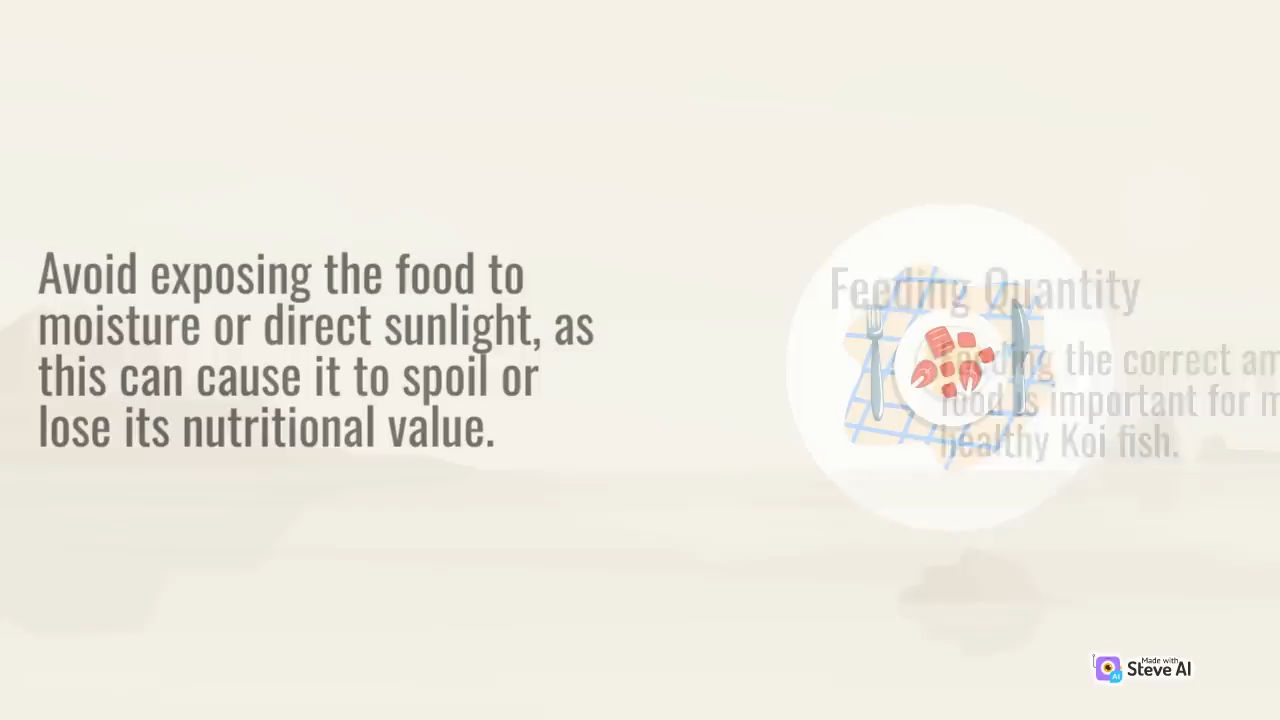 Avoid exposing the food to
moisture or direct sunlight, as
this can cause it to spoil or
lose its nutritional value.
Feeding Quantity
the correct
food is important for
healthy Koi fish.
Made with
Steve AI
AI